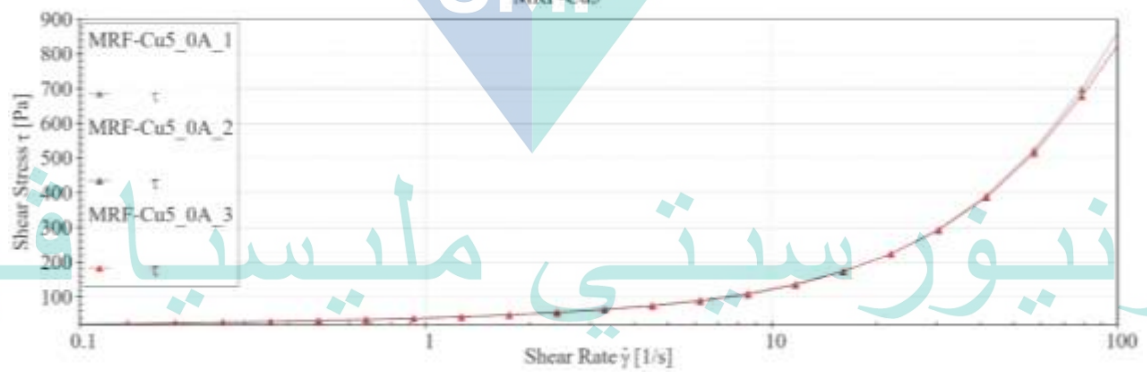 UMP
MRF-Cu5
900
800
700
600
500
400
300
200
100
Shear Stress τ [Pa]
MRF-Cu5_0A_1
τ
MRF-Cu5_0A_2
τ
MRF-Cu5_0A_3
τ
0.1
1
10
100
Shear Rate γ̇ [1/s]